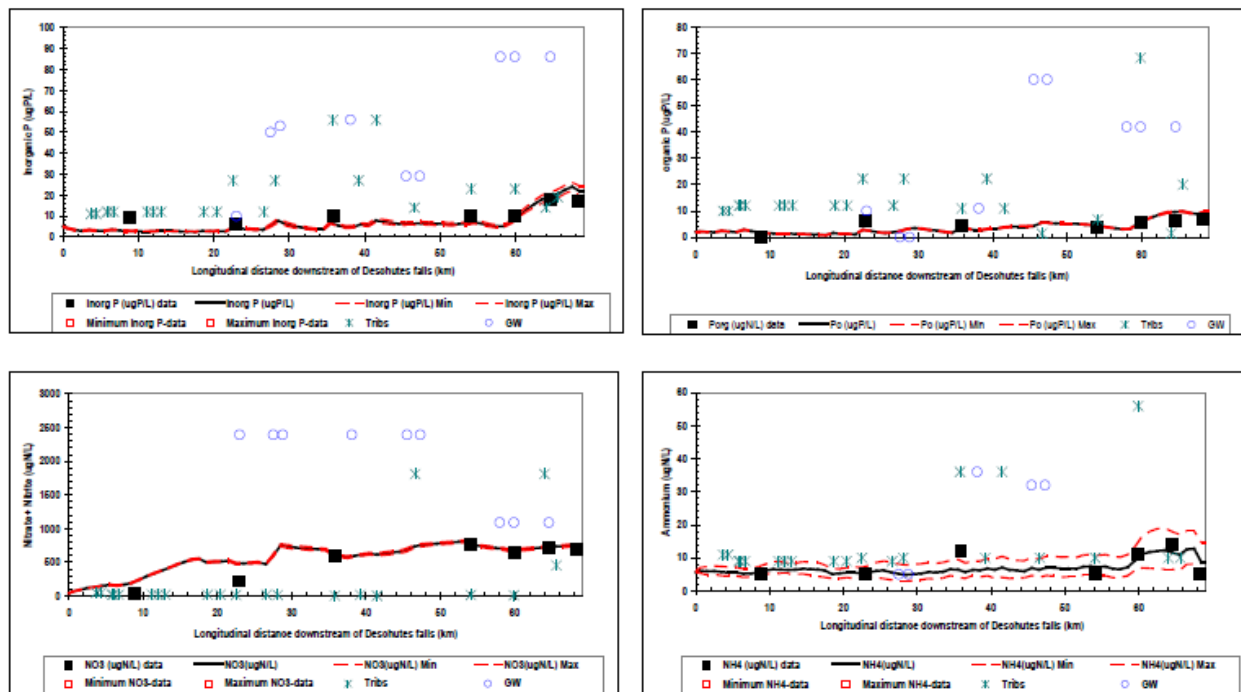 100
90
80
70
60
50
40
30
20
10
0
Inorganic P (ugP/L)
0 10 20 30 40 50 60
Longitudinal distance downstream of Deschutes falls (km)
Inorg P (ugP/L) data Inorg P (ugP/L) Inorg P (ugP/L) Min Inorg P (ugP/L) Max
Minimum Inorg P-data Maximum Inorg P-data Tribs GW
80
70
60
50
40
30
20
10
0
organic P (ugP/L)
0 10 20 30 40 50 60
Longitudinal distance downstream of Deschutes falls (km)
Porg (ugN/L) data Po (ugP/L) Po (ugP/L) Min Po (ugP/L) Max Tribs GW
3000
2500
2000
1500
1000
500
0
Nitrate+ Nitrite (ugN/L)
0 10 20 30 40 50 60
Longitudinal distance downstream of Deschutes falls (km)
NO3 (ugN/L) data NO3(ugN/L) NO3(ugN/L) Min NO3(ugN/L) Max
Minimum NO3-data Maximum NO3-data Tribs GW
60
50
40
30
20
10
0
Ammonium (ugN/L)
0 10 20 30 40 50 60
Longitudinal distance downstream of Deschutes falls (km)
NH4 (ugN/L) data NH4(ugN/L) NH4(ugN/L) Min NH4(ugN/L) Max
Minimum NH4-data Maximum NH4-data Tribs GW